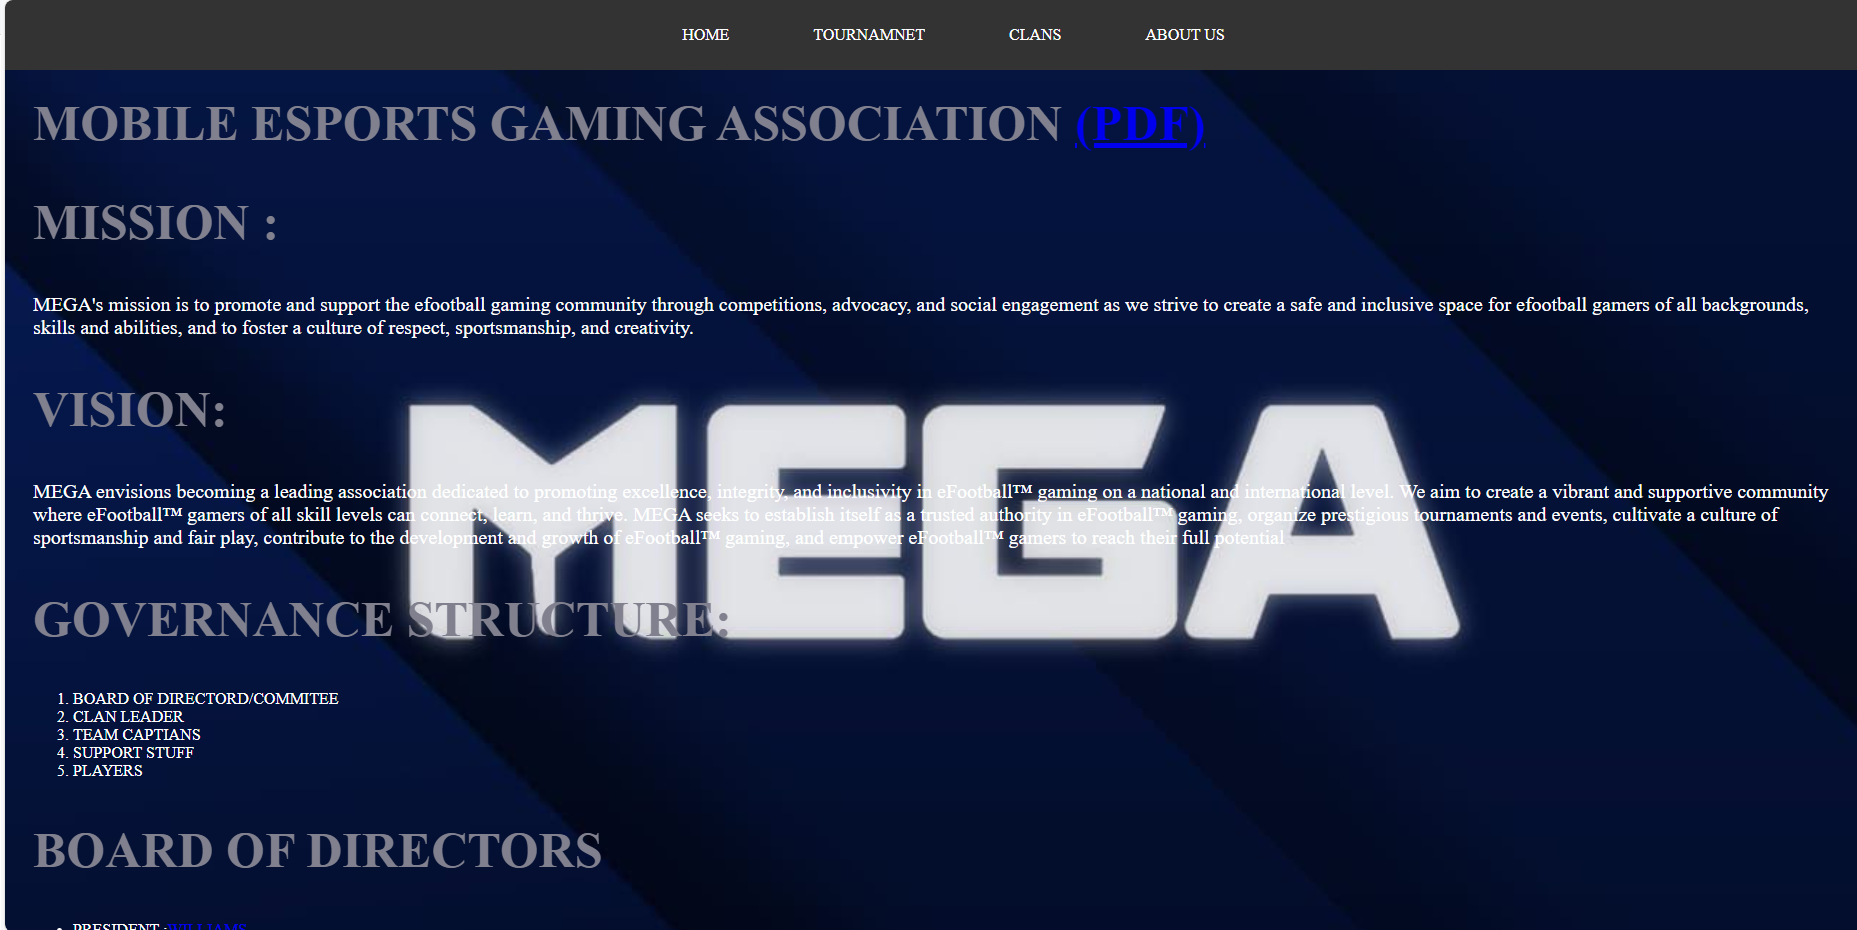 HOME TOURNAMNET CLANS ABOUT US
MOBILE ESPORTS GAMING ASSOCIATION (PDF)
MISSION :
MEGA's mission is to promote and support the efootball gaming community through competitions, advocacy, and social engagement as we strive to create a safe and inclusive space for efootball gamers of all backgrounds,
skills and abilities, and to foster a culture of respect, sportsmanship, and creativity.
VISION:
MEGA
MEGA envisions becoming a leading association dedicated to promoting excellence, integrity, and inclusivity in eFootball™ gaming on a national and international level. We aim to create a vibrant and supportive community
where eFootball™ gamers of all skill levels can connect, learn, and thrive. MEGA seeks to establish itself as a trusted authority in eFootball™ gaming, organize prestigious tournaments and events, cultivate a culture of
sportsmanship and fair play, contribute to the development and growth of eFootball™ gaming, and empower eFootball™ gamers to reach their full potential
GOVERNANCE STRUCTURE:
1. BOARD OF DIRECTORD/COMMITEE
2. CLAN LEADER
3. TEAM CAPTIANS
4. SUPPORT STUFF
5. PLAYERS
BOARD OF DIRECTORS
• PRESIDENT :WILLIAMS